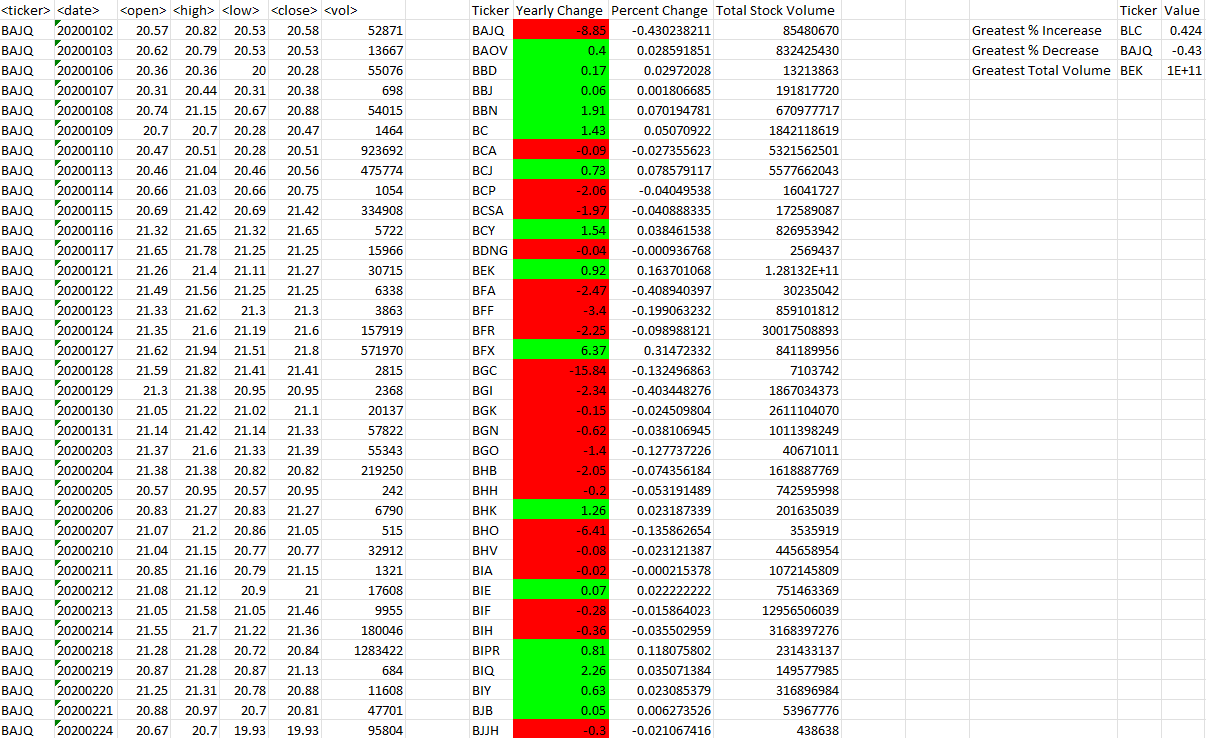 <ticker> <date> <open> <high> <low> <close> <vol> Ticker Yearly Change Percent Change Total Stock Volume Ticker Value
BAJQ 20200102 20.57 20.82 20.53 20.58 52871 BAJQ -8.85 -0.430238211 85480670 Greatest % Incerease BLC 0.424
BAJQ 20200103 20.62 20.79 20.53 20.53 13667 BAOV 0.4 0.028591851 832425430 Greatest % Decrease BAJQ -0.43
BAJQ 20200106 20.36 20.36 20 20.28 55076 BBD 0.17 0.02972028 13213863 Greatest Total Volume BEK 1E+11
BAJQ 20200107 20.31 20.44 20.31 20.38 698 BBJ 0.06 0.001806685 191817720
BAJQ 20200108 20.74 21.15 20.67 20.88 54015 BBN 1.91 0.070194781 670977717
BAJQ 20200109 20.7 20.7 20.28 20.47 1464 BC 1.43 0.05070922 1842118619
BAJQ 20200110 20.47 20.51 20.28 20.51 923692 BCA -0.09 -0.027355623 5321562501
BAJQ 20200113 20.46 21.04 20.46 20.56 475774 BCJ 0.73 0.078579117 5577662043
BAJQ 20200114 20.66 21.03 20.66 20.75 1054 BCP -2.06 -0.04049538 16041727
BAJQ 20200115 20.69 21.42 20.69 21.42 334908 BCSA -1.97 -0.040888335 172589087
BAJQ 20200116 21.32 21.65 21.32 21.65 5722 BCY 1.54 0.038461538 826953942
BAJQ 20200117 21.65 21.78 21.25 21.25 15966 BDNG -0.04 -0.000936768 2569437
BAJQ 20200121 21.26 21.4 21.11 21.27 30715 BEK 0.92 0.163701068 1.28132E+11
BAJQ 20200122 21.49 21.56 21.25 21.25 6338 BFA -2.47 -0.408940397 30235042
BAJQ 20200123 21.33 21.62 21.3 21.3 3863 BFF -3.4 -0.199063232 859101812
BAJQ 20200124 21.35 21.6 21.19 21.6 157919 BFR -2.25 -0.098988121 30017508893
BAJQ 20200127 21.62 21.94 21.51 21.8 571970 BFX 6.37 0.31472332 841189956
BAJQ 20200128 21.59 21.82 21.41 21.41 2815 BGC -15.84 -0.132496863 7103742
BAJQ 20200129 21.3 21.38 20.95 20.95 2368 BGI -2.34 -0.403448276 1867034373
BAJQ 20200130 21.05 21.22 21.02 21.1 20137 BGK -0.15 -0.024509804 2611104070
BAJQ 20200131 21.14 21.42 21.14 21.33 57822 BGN -0.62 -0.038106945 1011398249
BAJQ 20200203 21.37 21.6 21.33 21.39 55343 BGO -1.4 -0.127737226 40671011
BAJQ 20200204 21.38 21.38 20.82 20.82 219250 BHB -2.05 -0.074356184 1618887769
BAJQ 20200205 20.57 20.95 20.57 20.95 242 BHH -0.2 -0.053191489 742595998
BAJQ 20200206 20.83 21.27 20.83 21.27 6790 BHK 1.26 0.023187339 201635039
BAJQ 20200207 21.07 21.2 20.86 21.05 515 BHO -6.41 -0.135862654 3535919
BAJQ 20200210 21.04 21.15 20.77 20.77 32912 BHV -0.08 -0.023121387 445658954
BAJQ 20200211 20.85 21.16 20.79 21.15 1321 BIA -0.02 -0.000215378 1072145809
BAJQ 20200212 21.08 21.12 20.9 21 17608 BIE 0.07 0.022222222 751463369
BAJQ 20200213 21.05 21.58 21.05 21.46 9955 BIF -0.28 -0.015864023 12956506039
BAJQ 20200214 21.55 21.7 21.22 21.36 180046 BIH -0.36 -0.035502959 3168397276
BAJQ 20200218 21.28 21.28 20.72 20.84 1283422 BIPR 0.81 0.118075802 231433137
BAJQ 20200219 20.87 21.28 20.87 21.13 684 BIQ 2.26 0.035071384 149577985
BAJQ 20200220 21.25 21.31 20.78 20.88 11608 BIY 0.63 0.023085379 316896984
BAJQ 20200221 20.88 20.97 20.7 20.81 47701 BJB 0.05 0.006273526 53967776
BAJQ 20200224 20.67 20.7 19.93 19.93 95804 BJJH -0.3 -0.021067416 438638